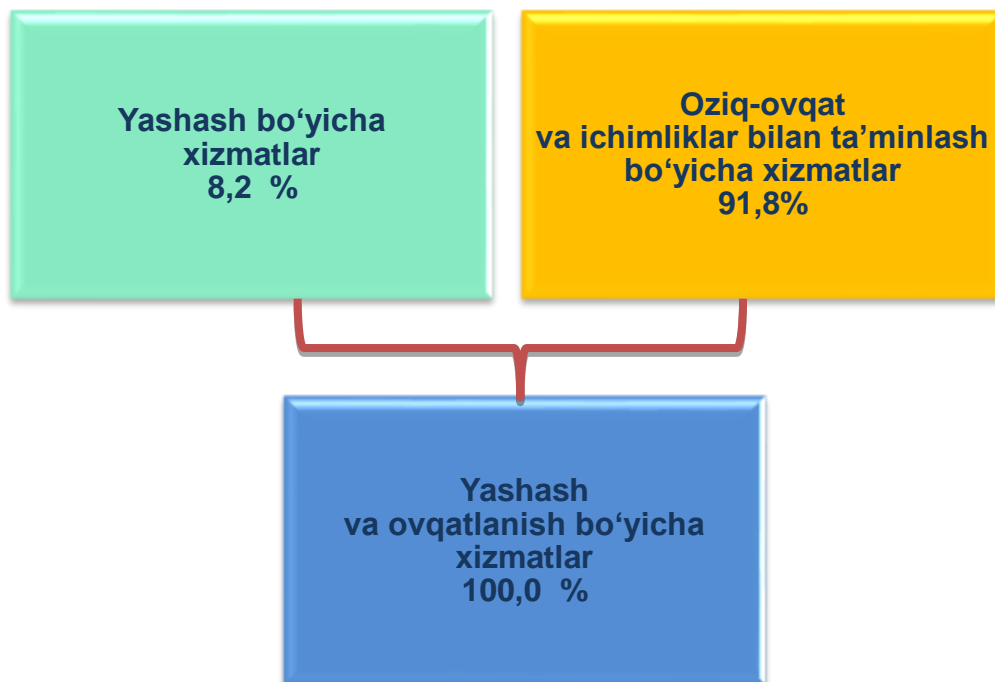 Yashash bo‘yicha
xizmatlar
8,2 %
Oziq-ovqat
va ichimliklar bilan ta’minlash
bo‘yicha xizmatlar
91,8%
Yashash
va ovqatlanish bo‘yicha
xizmatlar
100,0 %